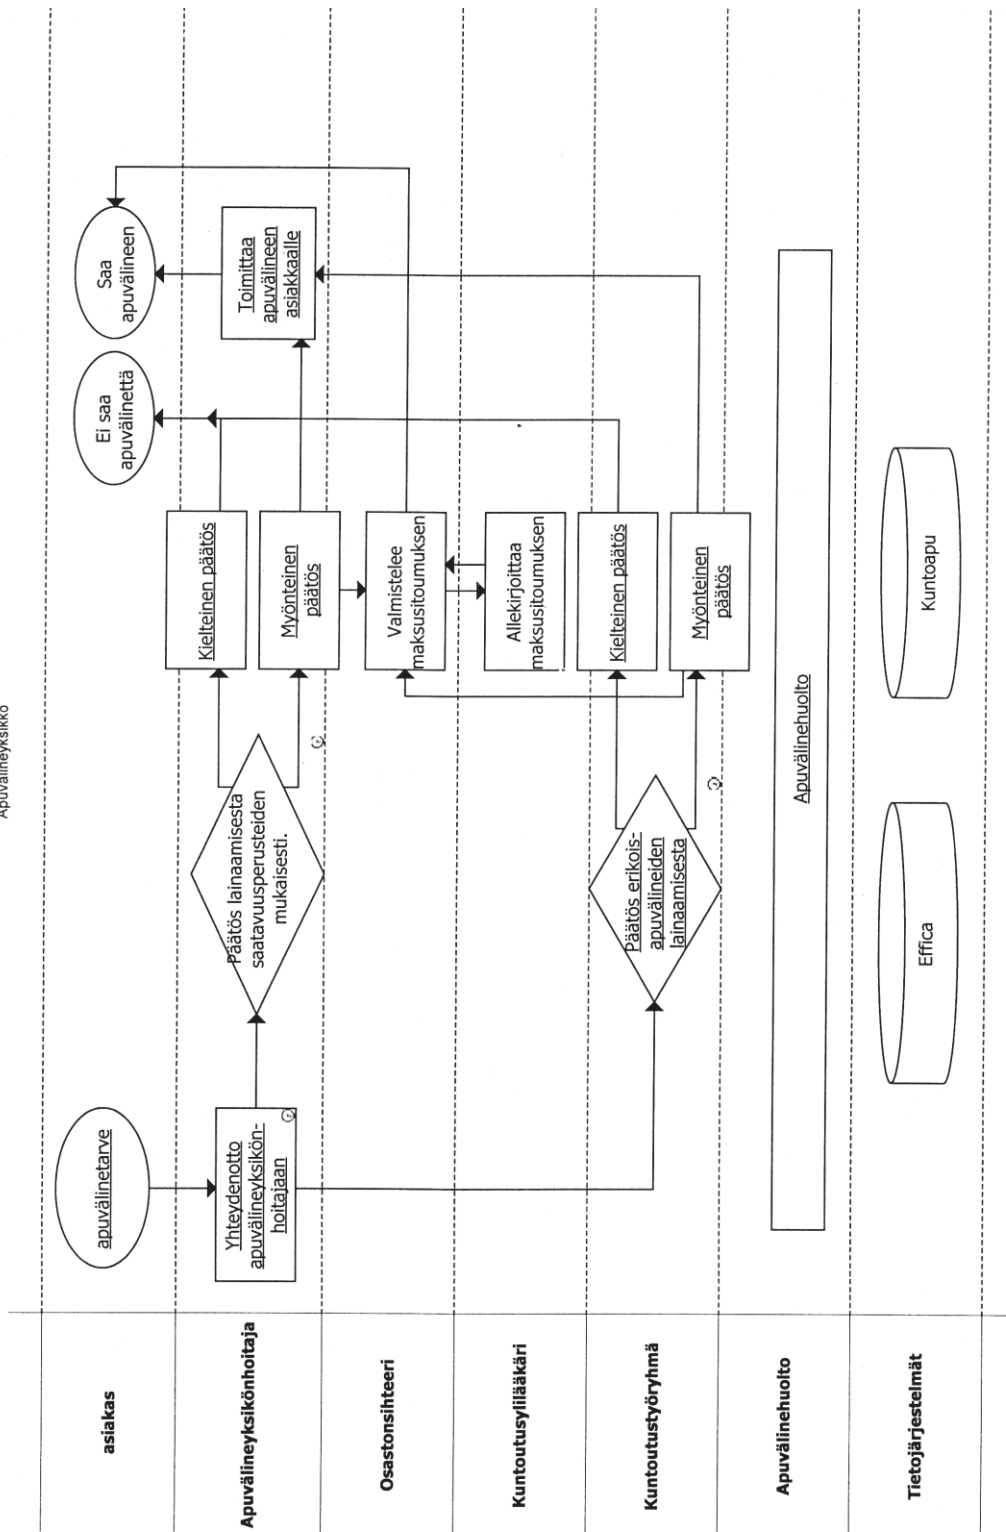 Apuvälineyksikkö
asiakas
apuvälinetarve
Ei saa
apuvälinettä
Saa
apuvälineen
Apuvälineyksikönhoitaja
Yhteydenotto
apuvälineyksikön-
hoitajaan
Päätös lainaamisesta
saatavuusperusteiden
mukaisesti.
Kielteinen päätös
Myönteinen
päätös
Toimittaa
apuvälineen
asiakkaalle
Osastonsihteeri
Valmistelee
maksusitoumuksen
Kuntoutusylilääkäri
Allekirjoittaa
maksusitoumuksen
Kuntoutustyöryhmä
Päätös erikois-
apuvälineiden
lainaamisesta
Kielteinen päätös
Myönteinen
päätös
Apuvälinehuolto
Apuvälinehuolto
Tietojärjestelmät
Effica
Kuntoapu